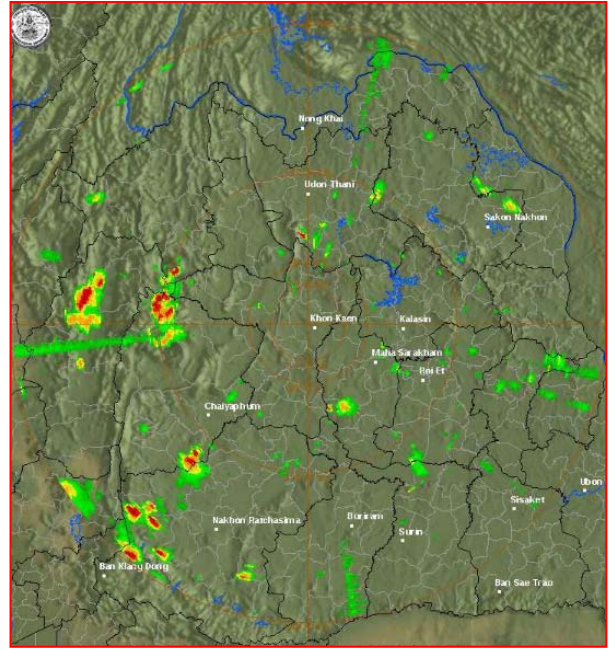 Nong Khai
Udon Thani
Sakon Nakhon
Khon Kaen
Kalasin
Maha Sarakham
Roi Et
Chaiyaphum
Ubon
Sisaket
Buriram
Nakhon Ratchasima
Surin
Ban Klang Dong
Ban Sae Trao